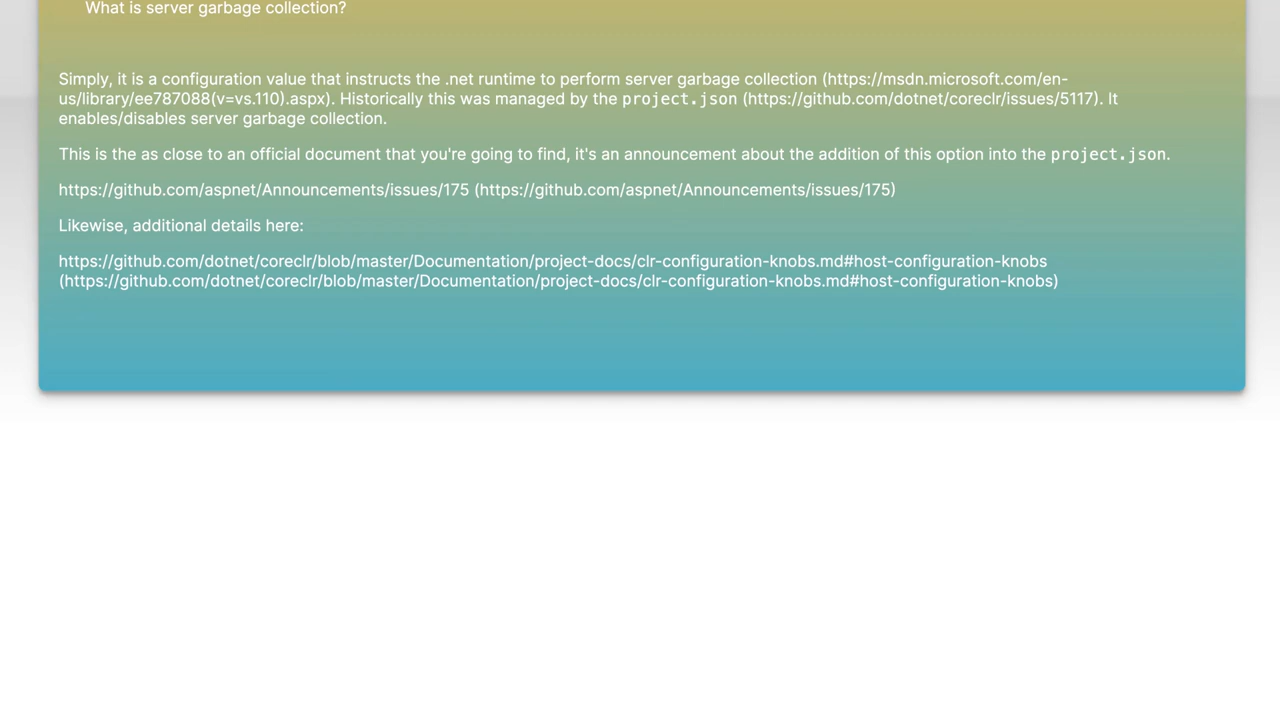 What is server garbage collection?
Simply, it is a configuration value that instructs the .net runtime to perform server garbage collection (https://msdn.microsoft.com/en-
us/library/ee787088(v=vs.110).aspx). Historically this was managed by the project.json (https://github.com/dotnet/coreclr/issues/5117). It
enables/disables server garbage collection.
This is the as close to an official document that you're going to find, it's an announcement about the addition of this option into the project.json.
https://github.com/aspnet/Announcements/issues/175 (https://github.com/aspnet/Announcements/issues/175)
Likewise, additional details here:
https://github.com/dotnet/coreclr/blob/master/Documentation/project-docs/clr-configuration-knobs.md#host-configuration-knobs
(https://github.com/dotnet/coreclr/blob/master/Documentation/project-docs/clr-configuration-knobs.md#host-configuration-knobs)